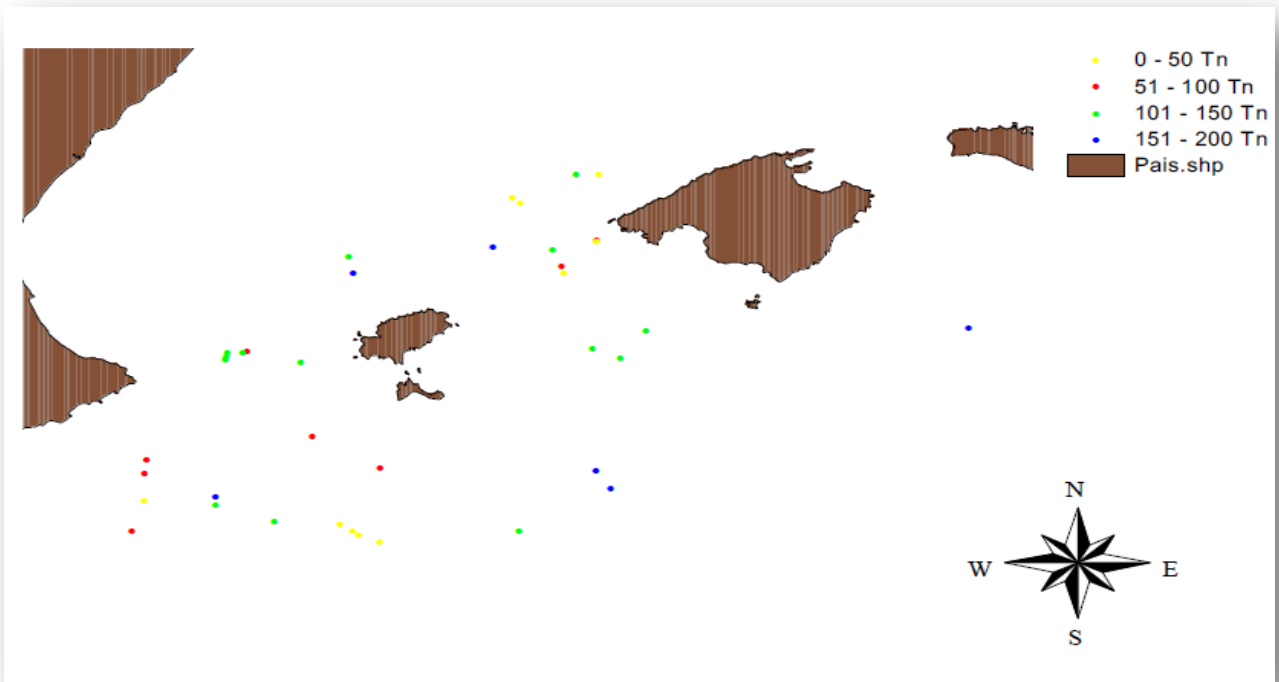 0 - 50 Tn
51 - 100 Tn
101 - 150 Tn
151 - 200 Tn
Pais.shp
N
W E
S